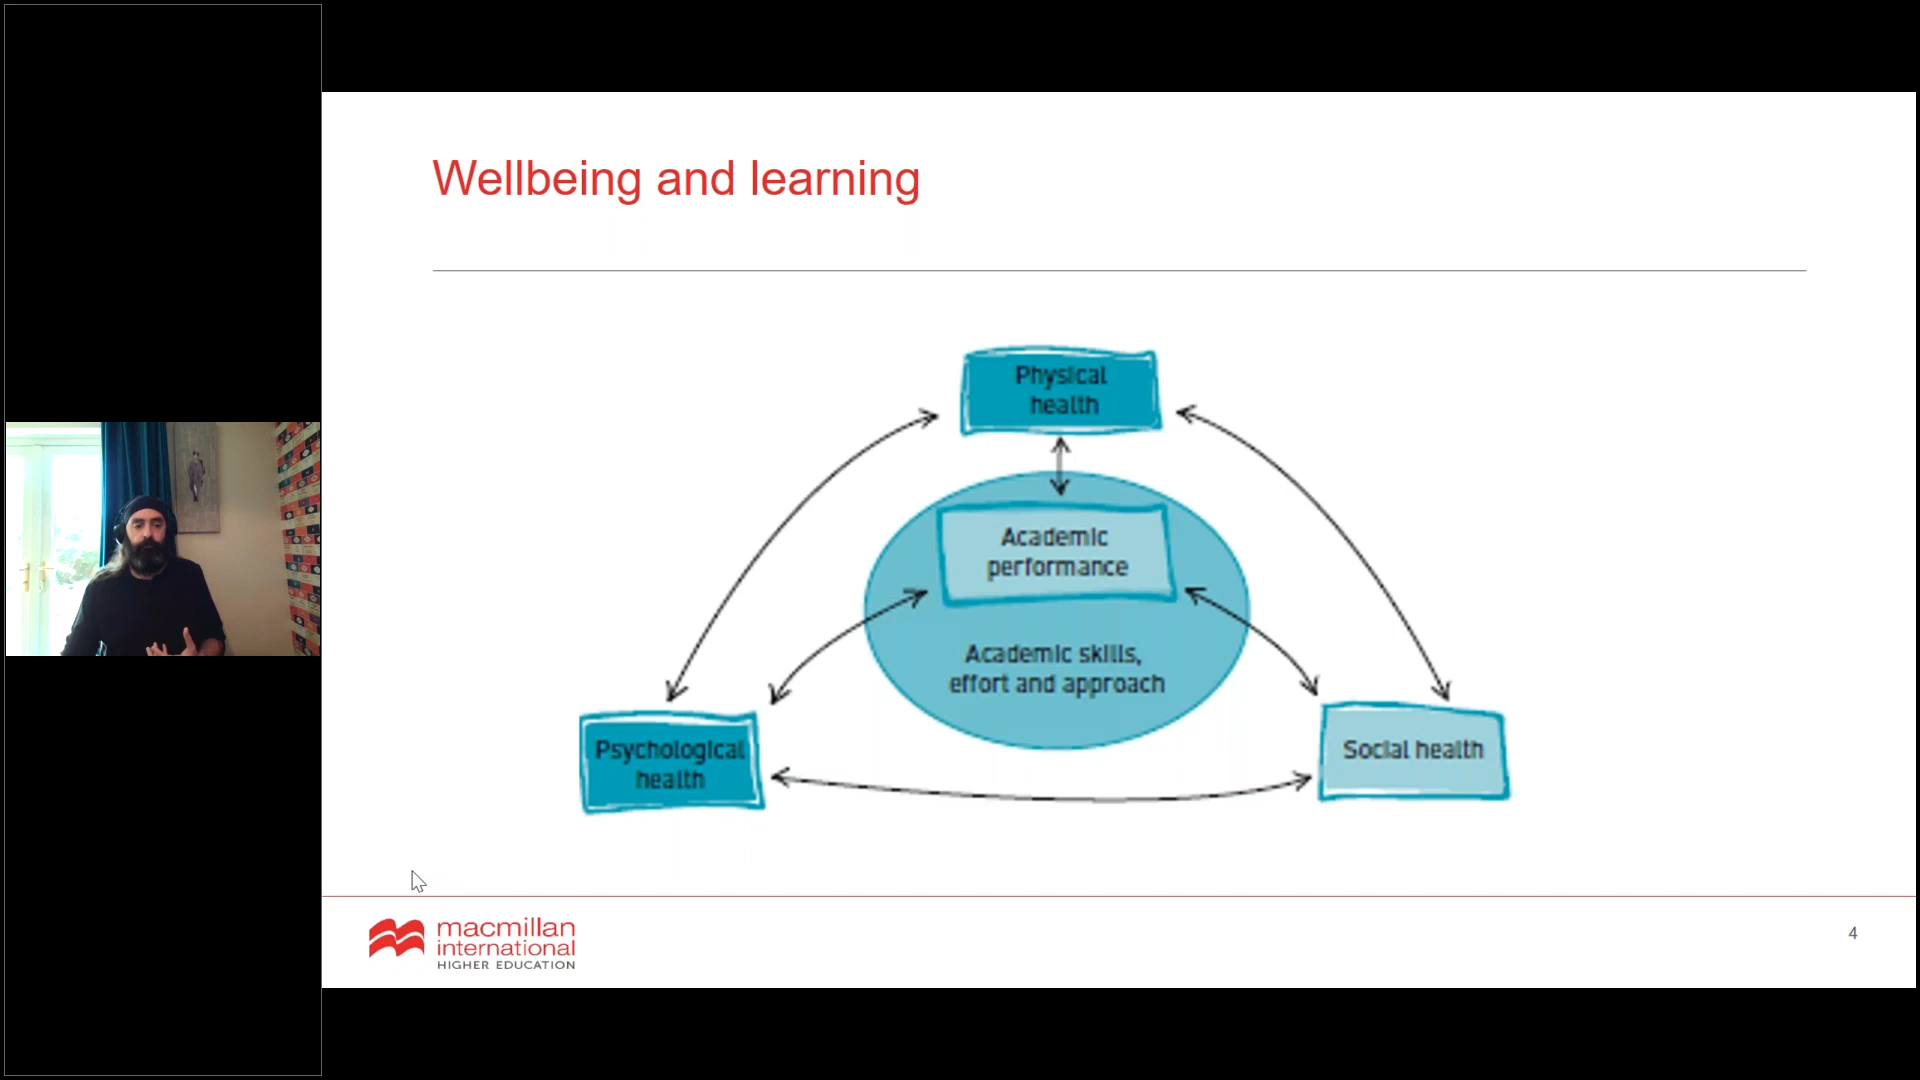 Wellbeing and learning
Physical
health
Academic
performance
Academic skills,
effort and approach
Psychological
health
Social health
macmillan
international
HIGHER EDUCATION
4